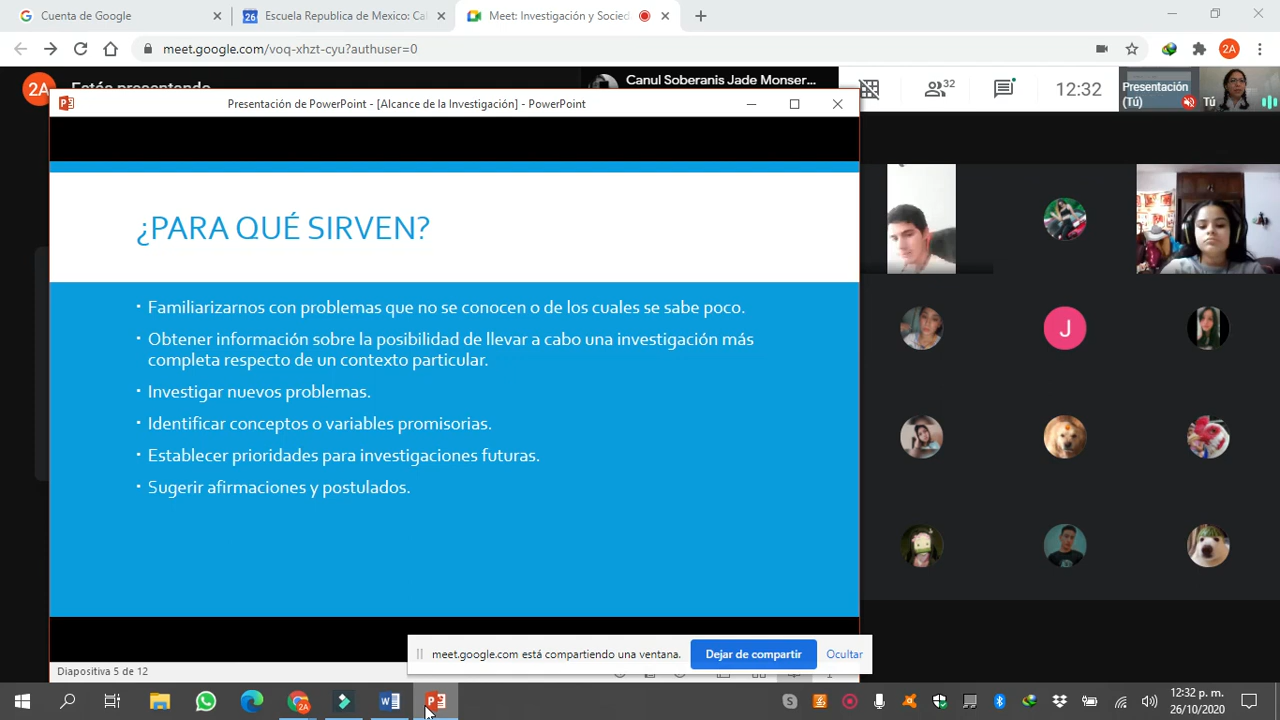 Cuenta de Google
Escuela Republica de Mexico: Cal
Meet: Investigación y Socied
meet.google.com/voq-xhzt-cyu?authuser=0
2A
2A
Estás presentando
Canul Soberanis Jade Monser...
32
12:32
Presentación
(Tú)
Tú
Presentación de PowerPoint - [Alcance de la Investigación] - PowerPoint
¿PARA QUÉ SIRVEN?
• Familiarizarnos con problemas que no se conocen o de los cuales se sabe poco.
• Obtener información sobre la posibilidad de llevar a cabo una investigación más
completa respecto de un contexto particular.
• Investigar nuevos problemas.
• Identificar conceptos o variables promisorias.
• Establecer prioridades para investigaciones futuras.
• Sugerir afirmaciones y postulados.
J
meet.google.com está compartiendo una ventana.
Dejar de compartir
Ocultar
Diapositiva 5 de 12
12:32 p. m.
26/10/2020